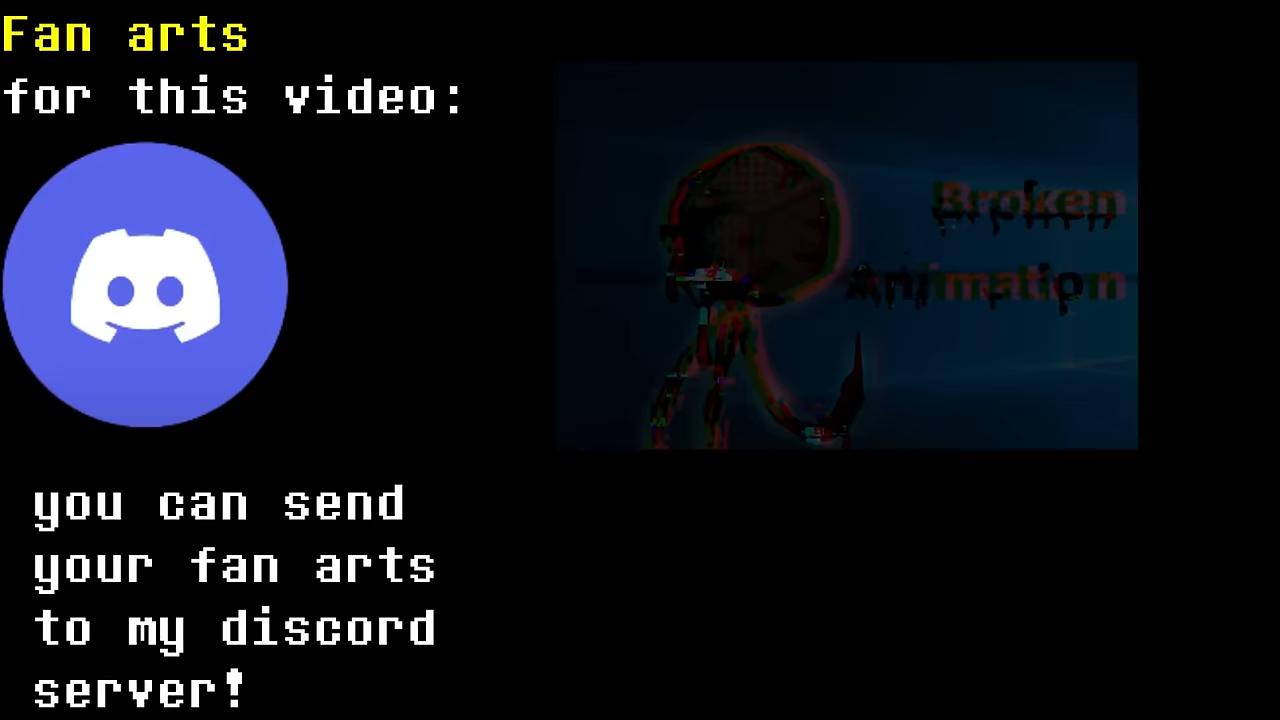 Fan arts
for this video:
Broken
Animation
you can send
your fan arts
to my discord
server!